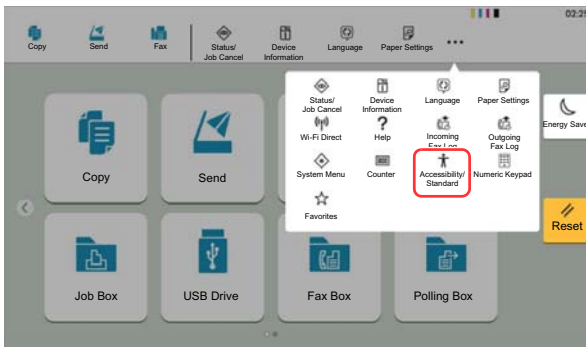 02:25
Copy
Send
Fax
Status/
Job Cancel
Device
Information
Language
Paper Settings
Status/
Job Cancel
Device
Information
Language
Paper Settings
Wi-Fi Direct
Help
Incoming
Fax Log
Outgoing
Fax Log
System Menu
Counter
Accessibility/
Standard
Numeric Keypad
Favorites
Energy Save
Reset
Copy
Send
Job Box
USB Drive
Fax Box
Polling Box